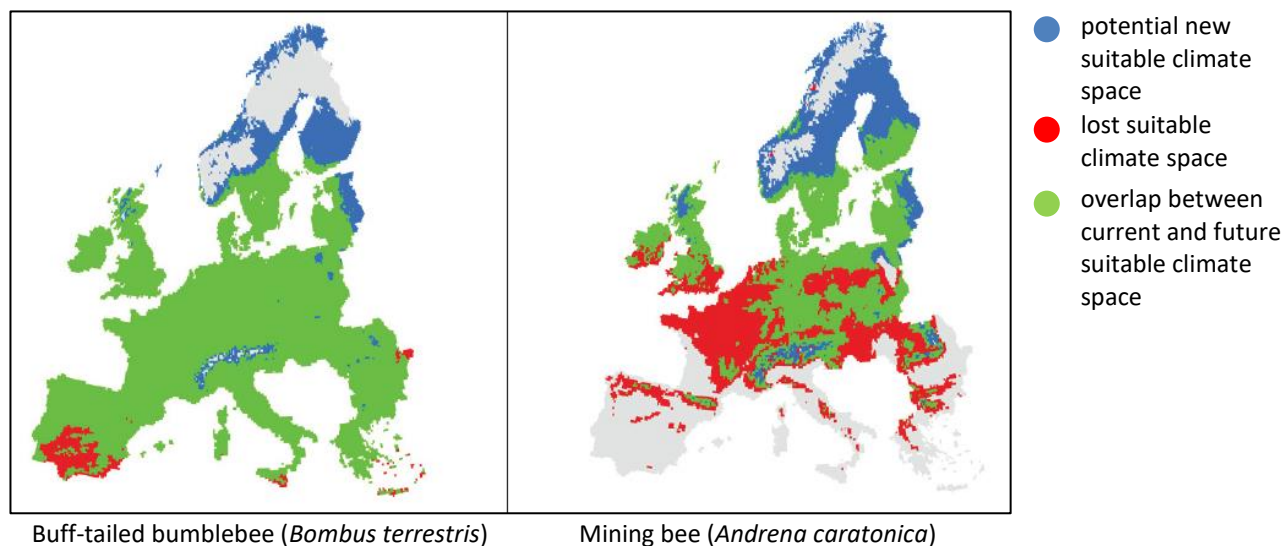 potential new
suitable climate
space
lost suitable
climate space
overlap between
current and future
suitable climate
space
Buff-tailed bumblebee (Bombus terrestris)
Mining bee (Andrena caratonica)